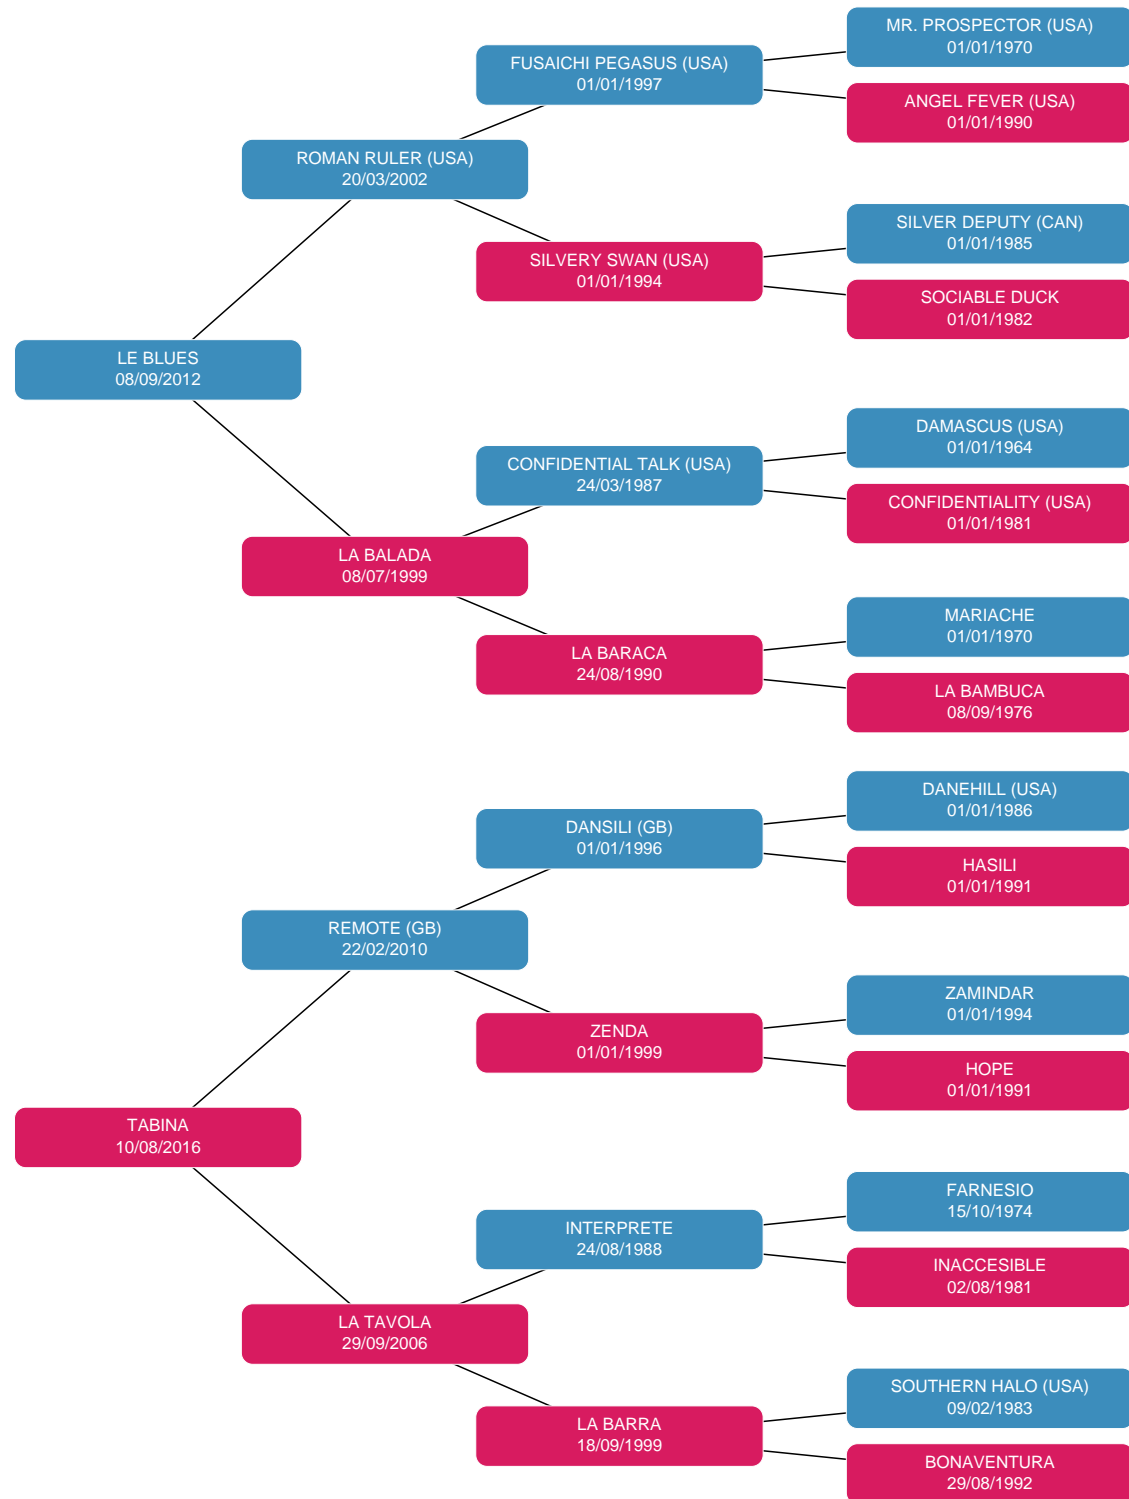 MR. PROSPECTOR (USA)
01/01/1970
FUSAICHI PEGASUS (USA)
01/01/1997
ANGEL FEVER (USA)
01/01/1990
ROMAN RULER (USA)
20/03/2002
SILVER DEPUTY (CAN)
01/01/1985
SILVERY SWAN (USA)
01/01/1994
SOCIABLE DUCK
01/01/1982
LE BLUES
08/09/2012
DAMASCUS (USA)
01/01/1964
CONFIDENTIAL TALK (USA)
24/03/1987
CONFIDENTIALITY (USA)
01/01/1981
LA BALADA
08/07/1999
MARIACHE
01/01/1970
LA BARACA
24/08/1990
LA BAMBUCA
08/09/1976
DANEHILL (USA)
01/01/1986
DANSILI (GB)
01/01/1996
HASILI
01/01/1991
REMOTE (GB)
22/02/2010
ZAMINDAR
01/01/1994
ZENDA
01/01/1999
HOPE
01/01/1991
TABINA
10/08/2016
FARNESIO
15/10/1974
INTERPRETE
24/08/1988
INACCESIBLE
02/08/1981
LA TAVOLA
29/09/2006
SOUTHERN HALO (USA)
09/02/1983
LA BARRA
18/09/1999
BONAVENTURA
29/08/1992